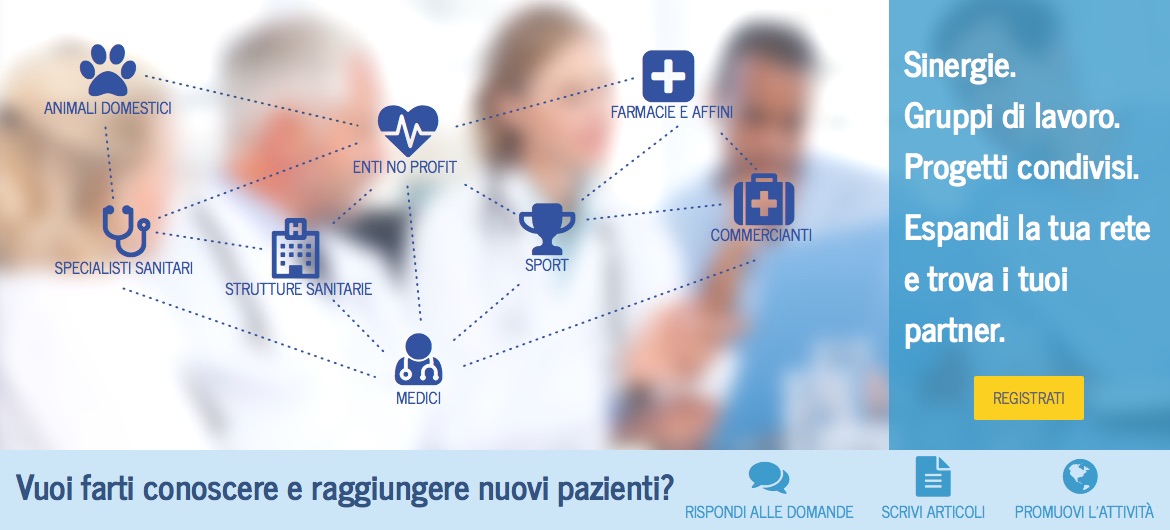 ANIMALI DOMESTICI
FARMACIE E AFFINI
ENTI NO PROFIT
COMMERCIANTI
SPECIALISTI SANITARI
SPORT
H
STRUTTURE SANITARIE
MEDICI
Sinergie.
Gruppi di lavoro.
Progetti condivisi.
Espandi la tua rete
e trova i tuoi
partner.
REGISTRATI
Vuoi farti conoscere e raggiungere nuovi pazienti?
RISPONDI ALLE DOMANDE
SCRIVI ARTICOLI
PROMUOVI L'ATTIVITÀ